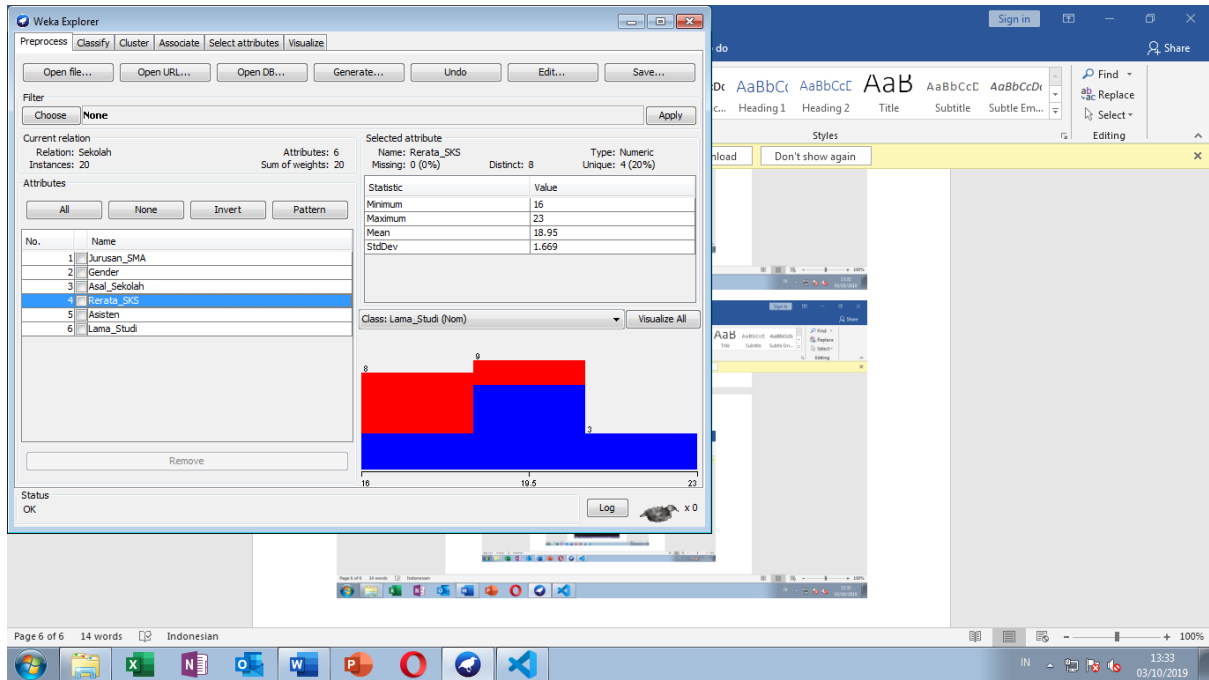 Weka Explorer
Preprocess Classify Cluster Associate Select attributes Visualize
Open file... Open URL... Open DB... Generate... Undo Edit... Save...
Filter
Choose None Apply
Current relation
Relation: Sekolah Attributes: 6
Instances: 20 Sum of weights: 20
Attributes
All None Invert Pattern
No. Name
1 Jurusan_SMA
2 Gender
3 Asal_Sekolah
4 Rerata_SKS
5 Asisten
6 Lama_Studi
Remove
Selected attribute
Name: Rerata_SKS Type: Numeric
Missing: 0 (0%) Distinct: 8 Unique: 4 (20%)
Statistic Value
Minimum 16
Maximum 23
Mean 18.95
StdDev 1.669
Class: Lama_Studi (Nom) Visualize All
8
9
3
16 19.5 23
Status
OK
Log x 0
Sign in
do
Share
AaBbCc AaBbCcC AaB AaBbCcD AaBbCcDc
Heading 1 Heading 2 Title Subtitle Subtle Em...
Styles
Find
Replace
Select
Editing
nload Don't show again
Page 6 of 6 14 words Indonesian
100%
IN
13:33
03/10/2019